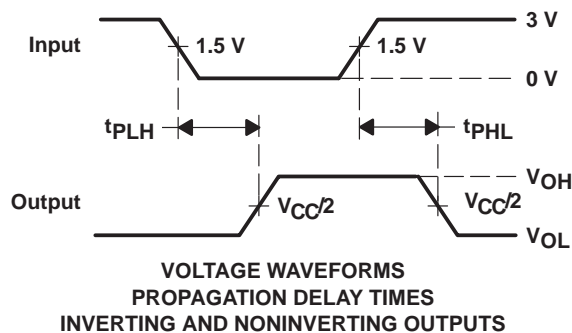 3 V
Input
1.5 V
1.5 V
0 V
tPLH
tPHL
VOH
Output
VCC/2
VCC/2
VOL
VOLTAGE WAVEFORMS
PROPAGATION DELAY TIMES
INVERTING AND NONINVERTING OUTPUTS